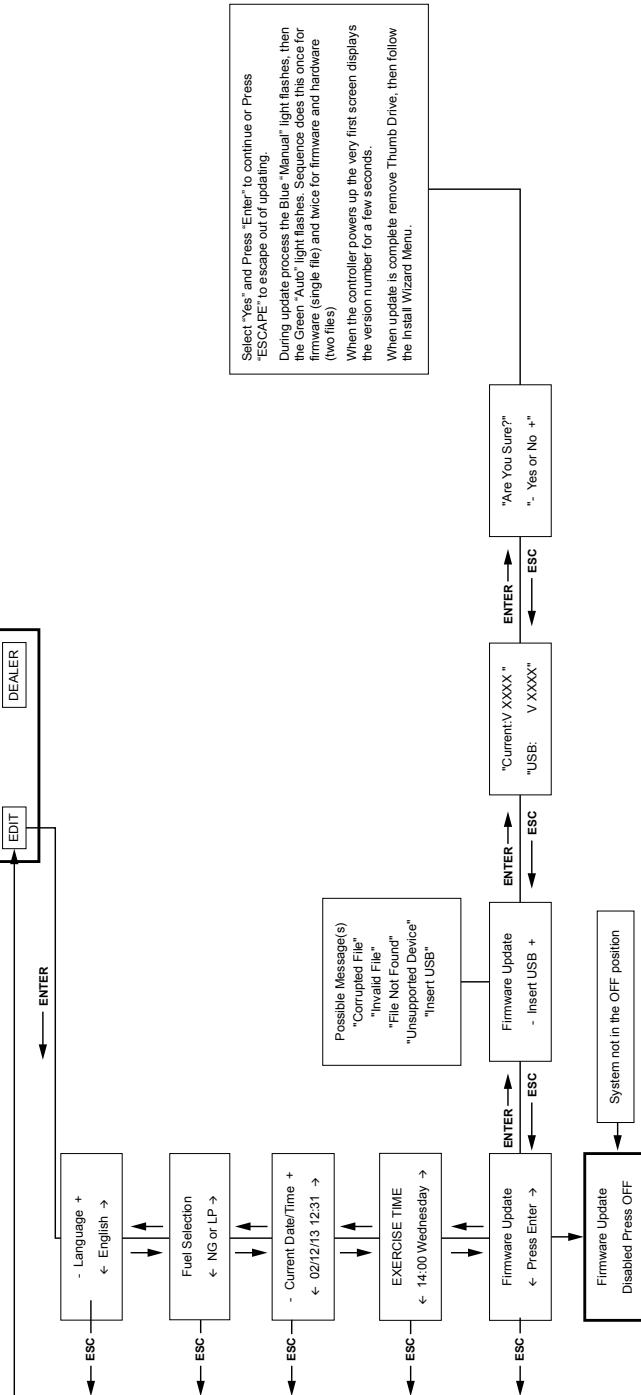 EDIT
DEALER
ENTER
- Language +
← English →
ESC
Fuel Selection
← NG or LP →
ESC
- Current Date/Time +
← 02/12/13 12:31 →
ESC
EXERCISE TIME
← 14:00 Wednesday →
ESC
Firmware Update
← Press Enter →
ESC
ENTER
ESC
Firmware Update
Disabled Press OFF
System not in the OFF position
Possible Message(s)
"Corrupted File"
"Invalid File"
"File Not Found"
"Unsupported Device"
"Insert USB"
Firmware Update
- Insert USB +
ENTER
ESC
"Current:V XXXX "
"USB: V XXXX"
ENTER
ESC
"Are You Sure?"
"- Yes or No +"
Select "Yes" and Press "Enter" to continue or Press
"ESCAPE" to escape out of updating.
During update process the Blue "Manual" light flashes, then
the Green "Auto" light flashes. Sequence does this once for
firmware (single file) and twice for firmware and hardware
(two files)
When the controller powers up the very first screen displays
the version number for a few seconds.
When update is complete remove Thumb Drive, then follow
the Install Wizard Menu.